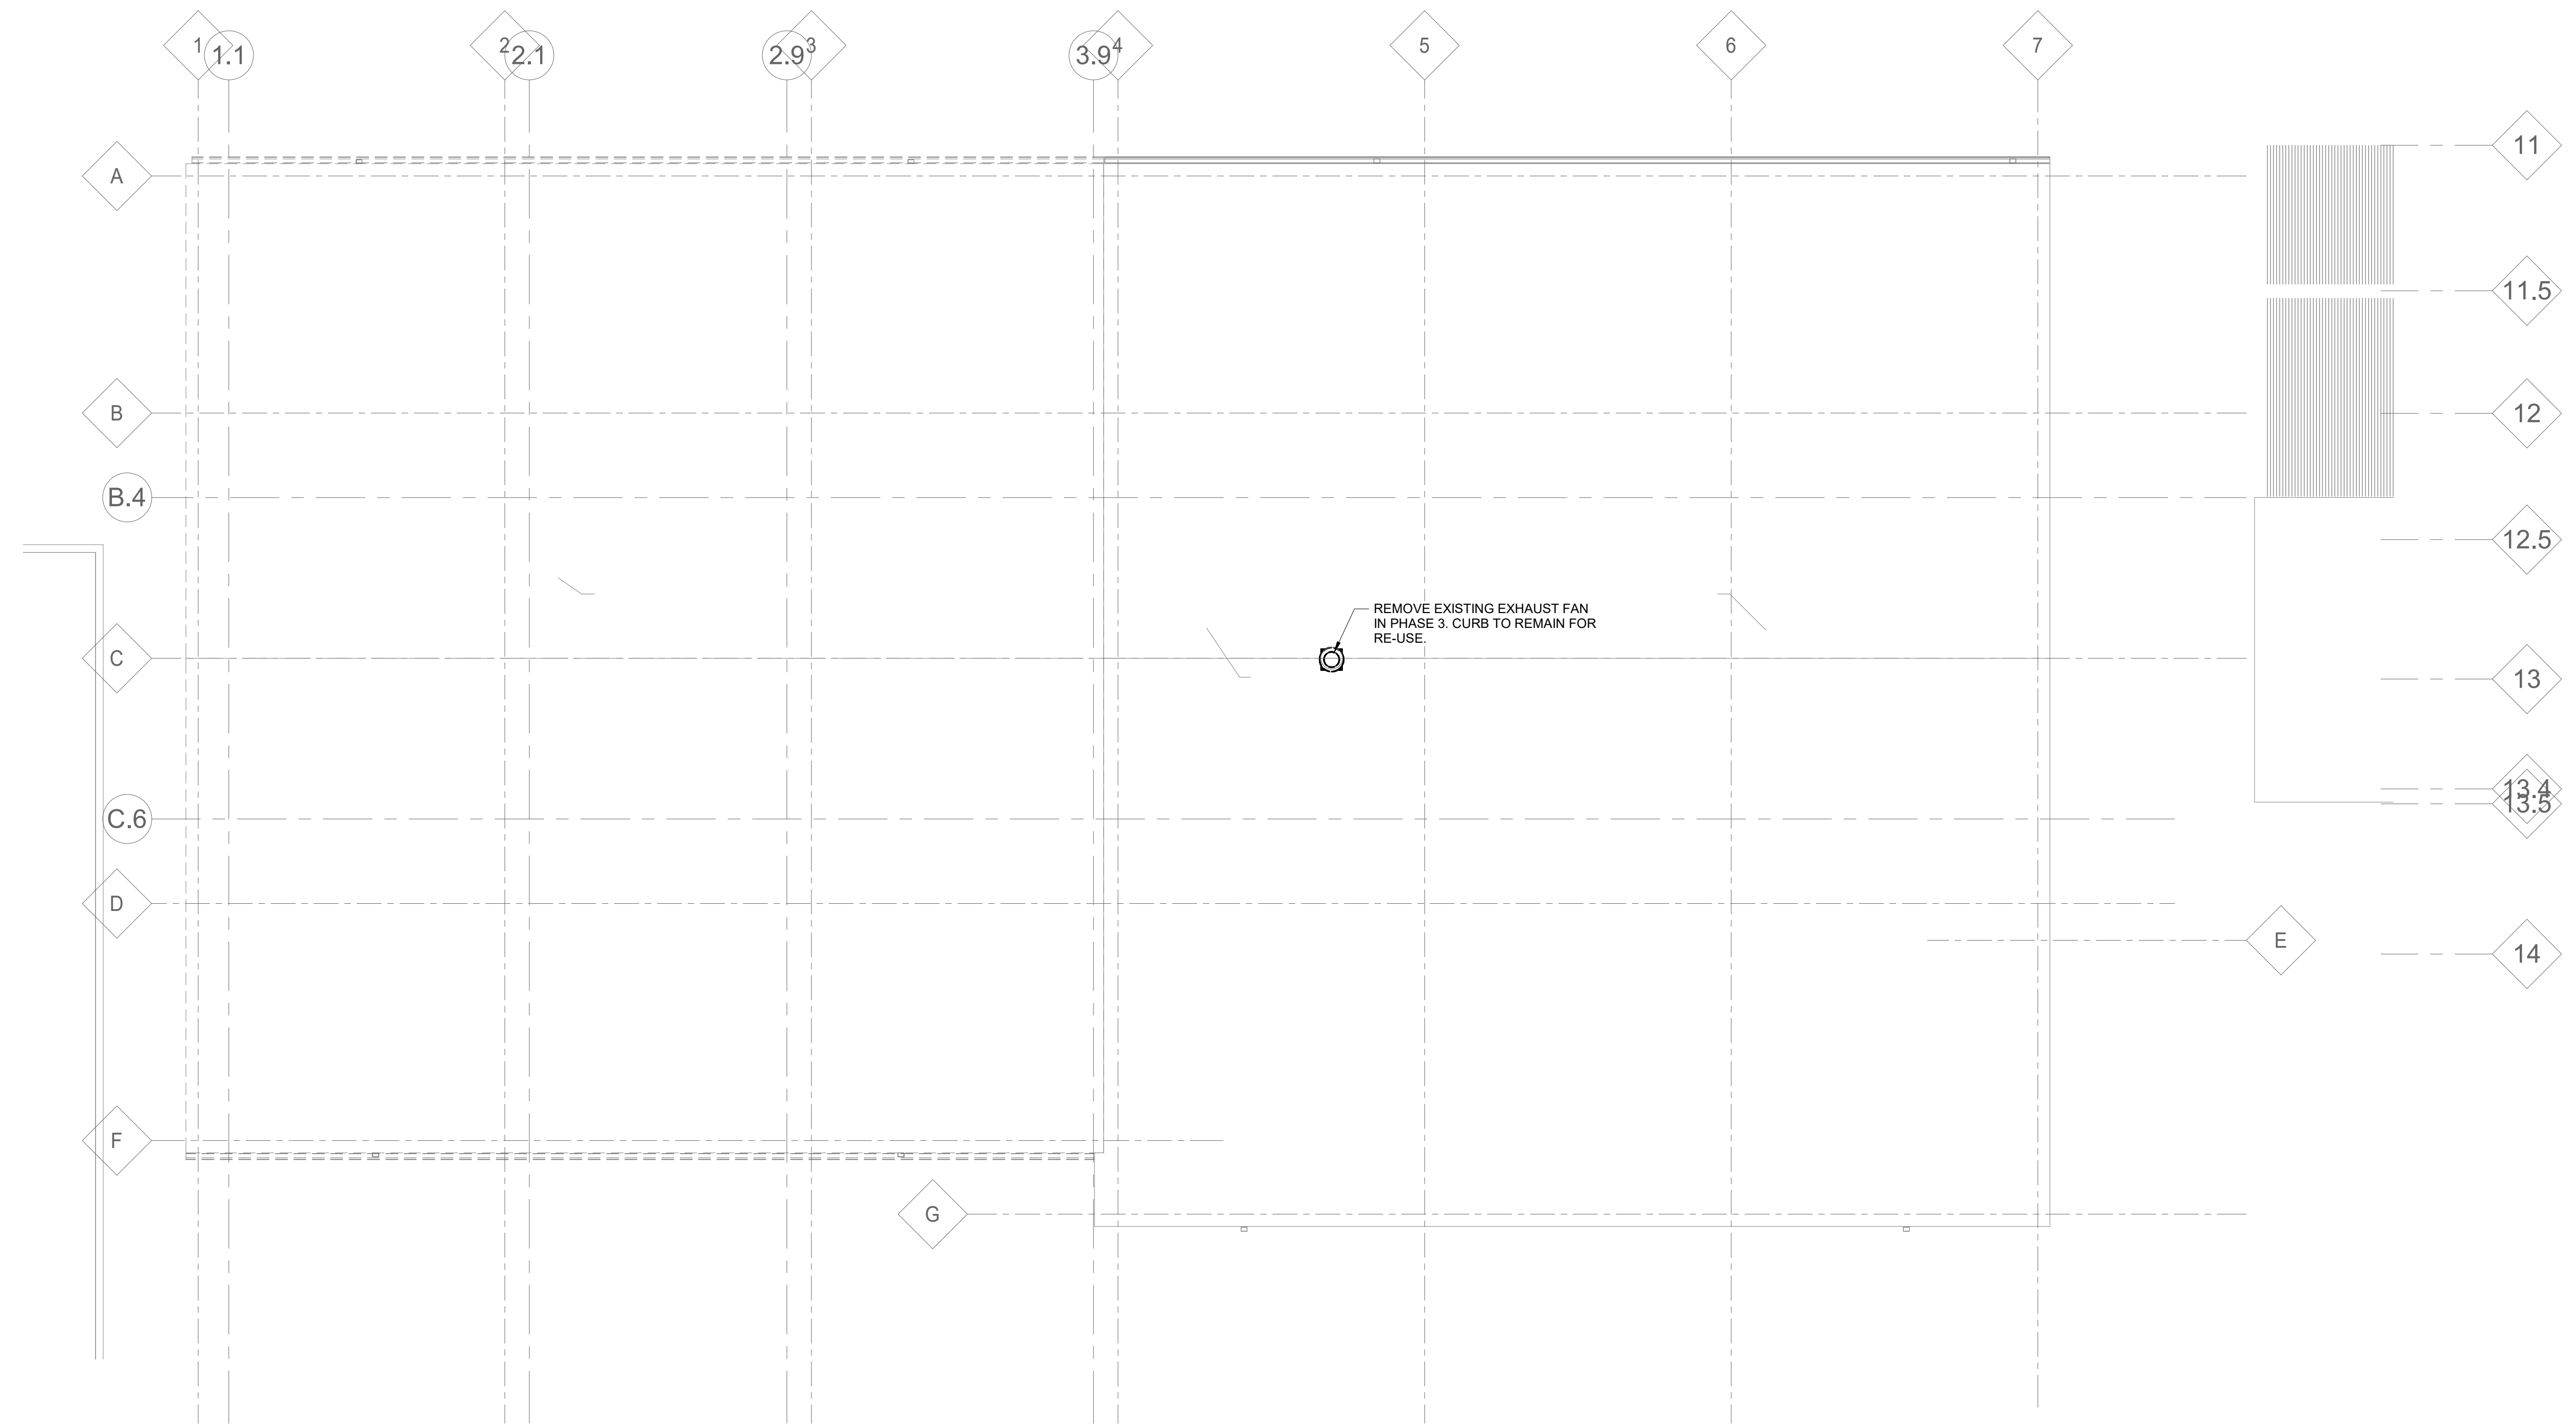 1
1.1
2
2.1
2.9
3
3.9
4
5
6
7
A
11
11.5
B
12
B.4
12.5
REMOVE EXISTING EXHAUST FAN
IN PHASE 3. CURB TO REMAIN FOR
RE-USE.
C
13
13.4
13.5
C.6
D
E
14
F
G